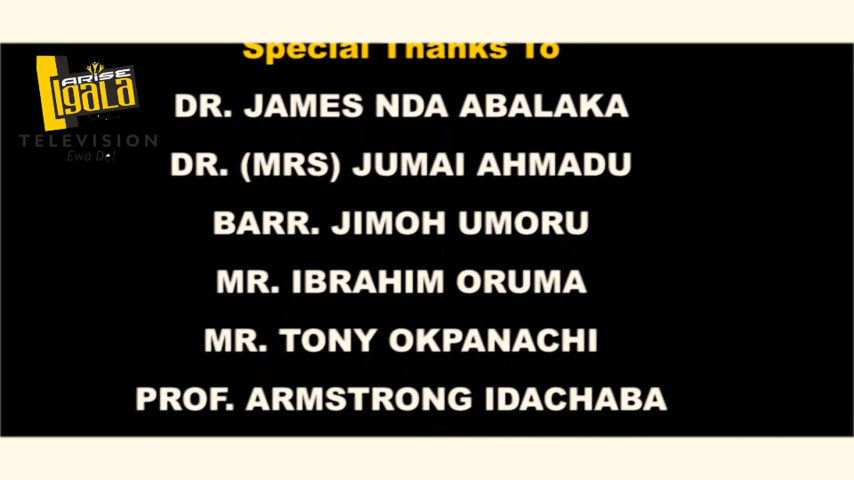 Special Thanks To
ARISE
IgaLa
TELEVISION
DR. JAMES NDA ABALAKA
DR. (MRS) JUMAI AHMADU
BARR. JIMOH UMORU
MR. IBRAHIM ORUMA
MR. TONY OKPANACHI
PROF. ARMSTRONG IDACHABA